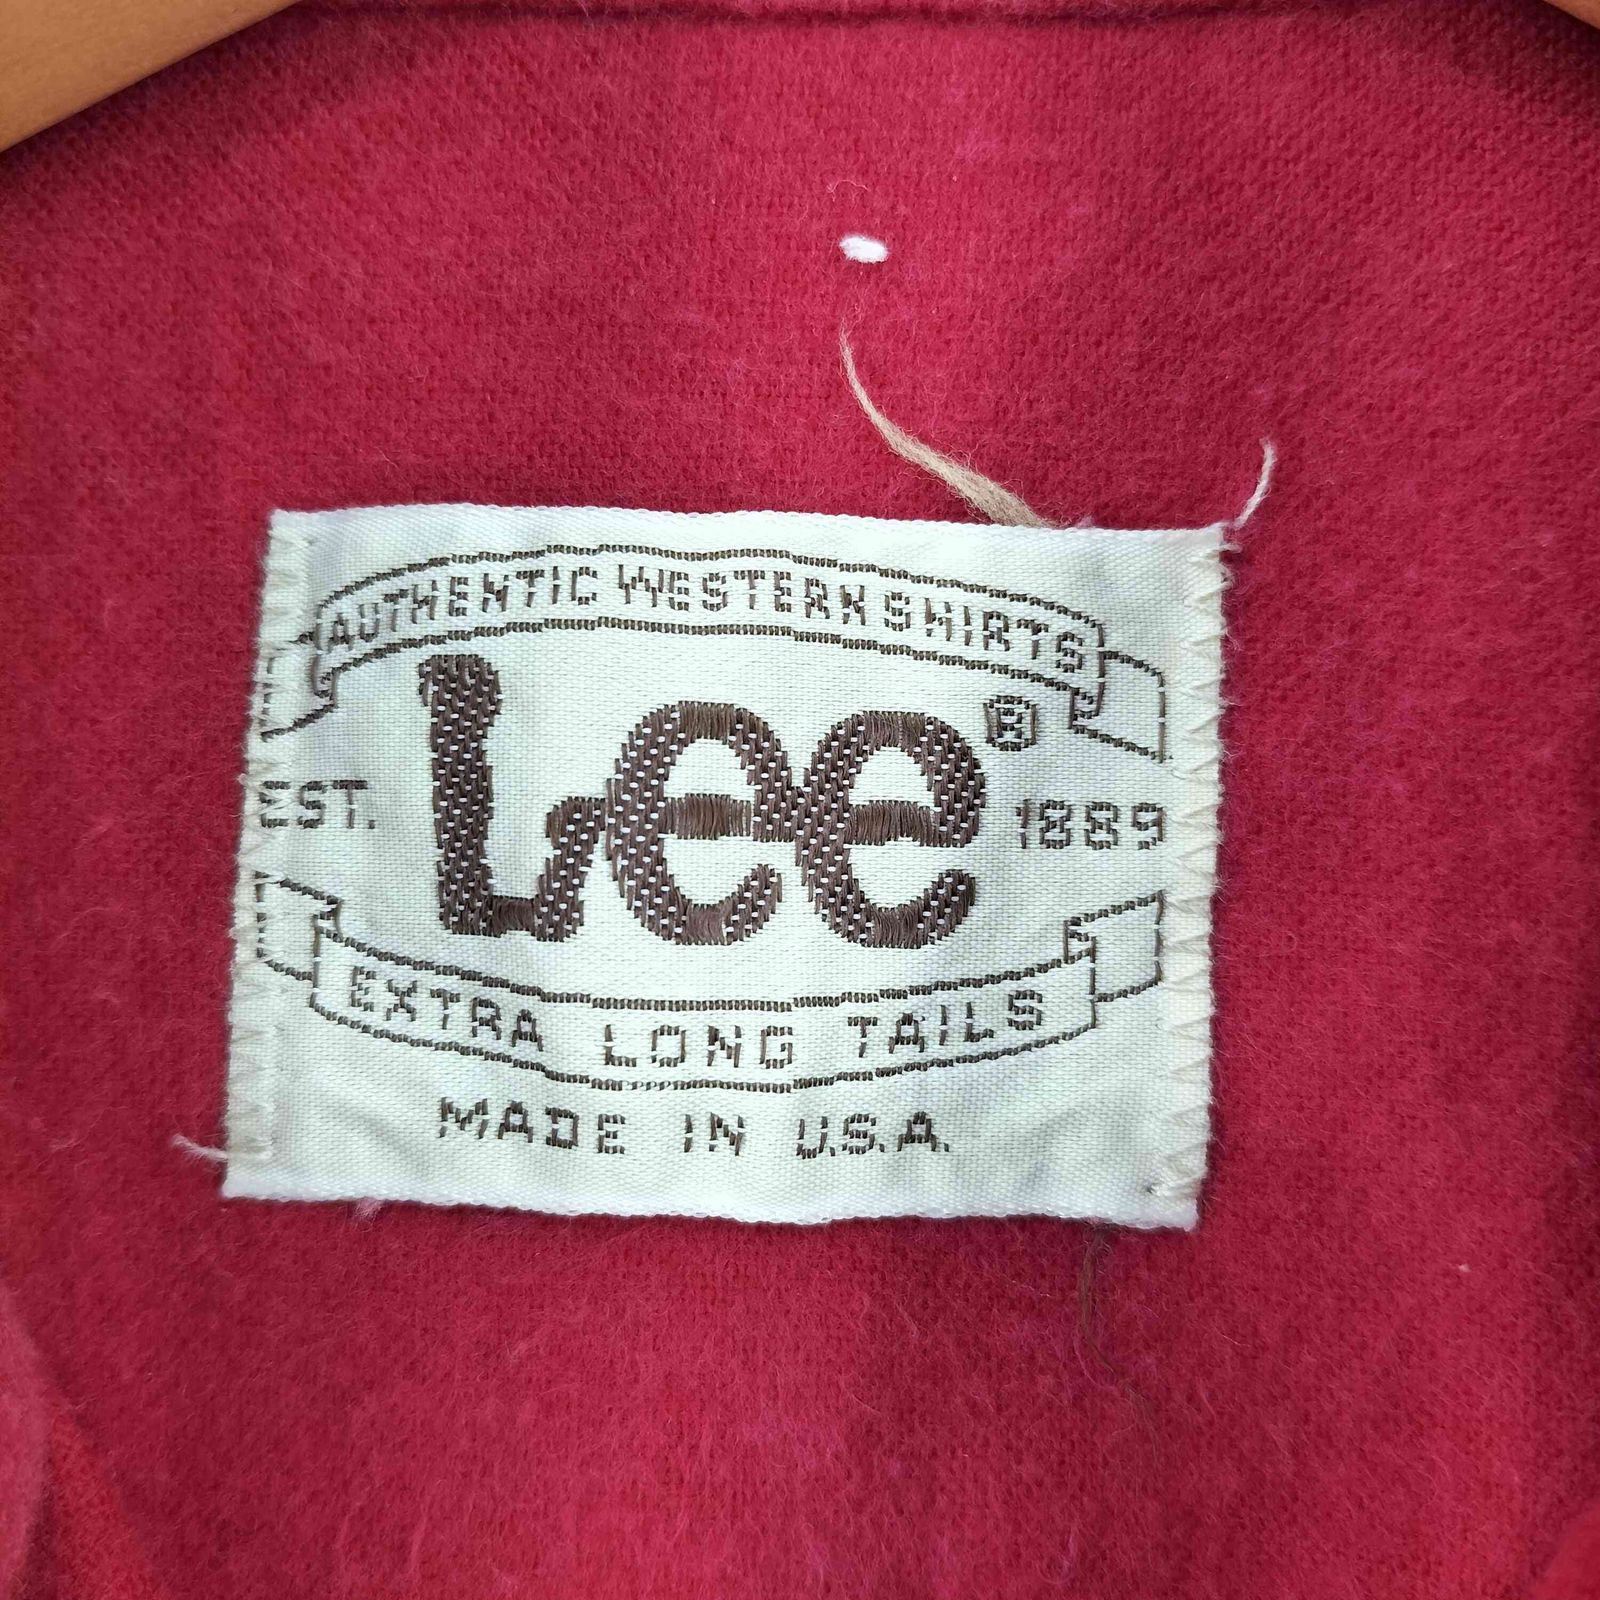 AUTHENTIC WESTERN SHIRTS
Lee®
EST. 1889
EXTRA LONG TAILS
MADE IN U.S.A.